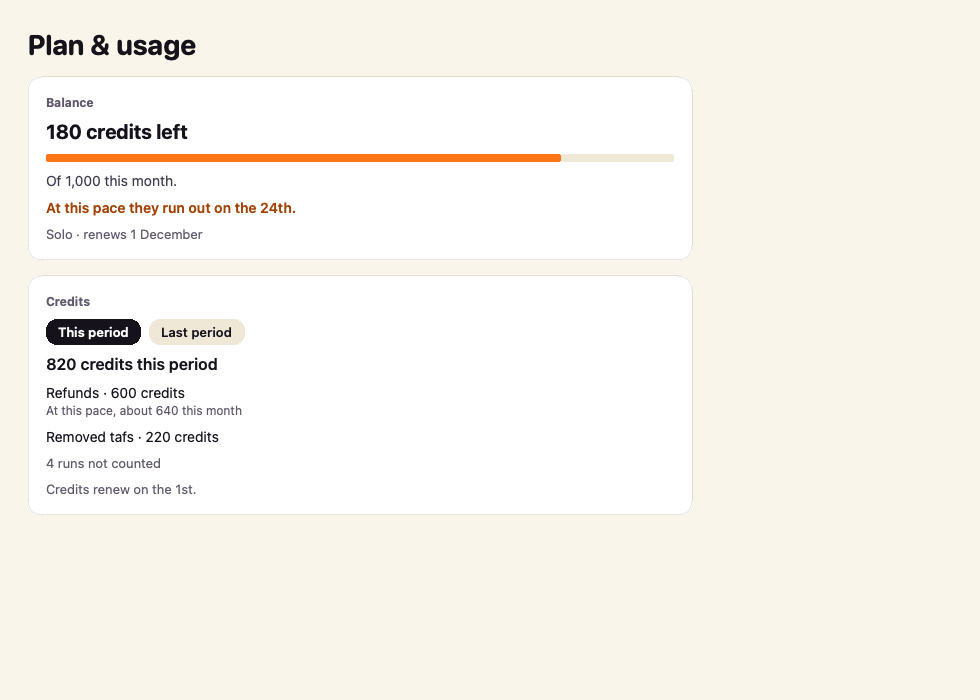 Plan & usage
Balance
180 credits left
Of 1,000 this month.
At this pace they run out on the 24th.
Solo · renews 1 December
Credits
This period
Last period
820 credits this period
Refunds · 600 credits
At this pace, about 640 this month
Removed tafs · 220 credits
4 runs not counted
Credits renew on the 1st.